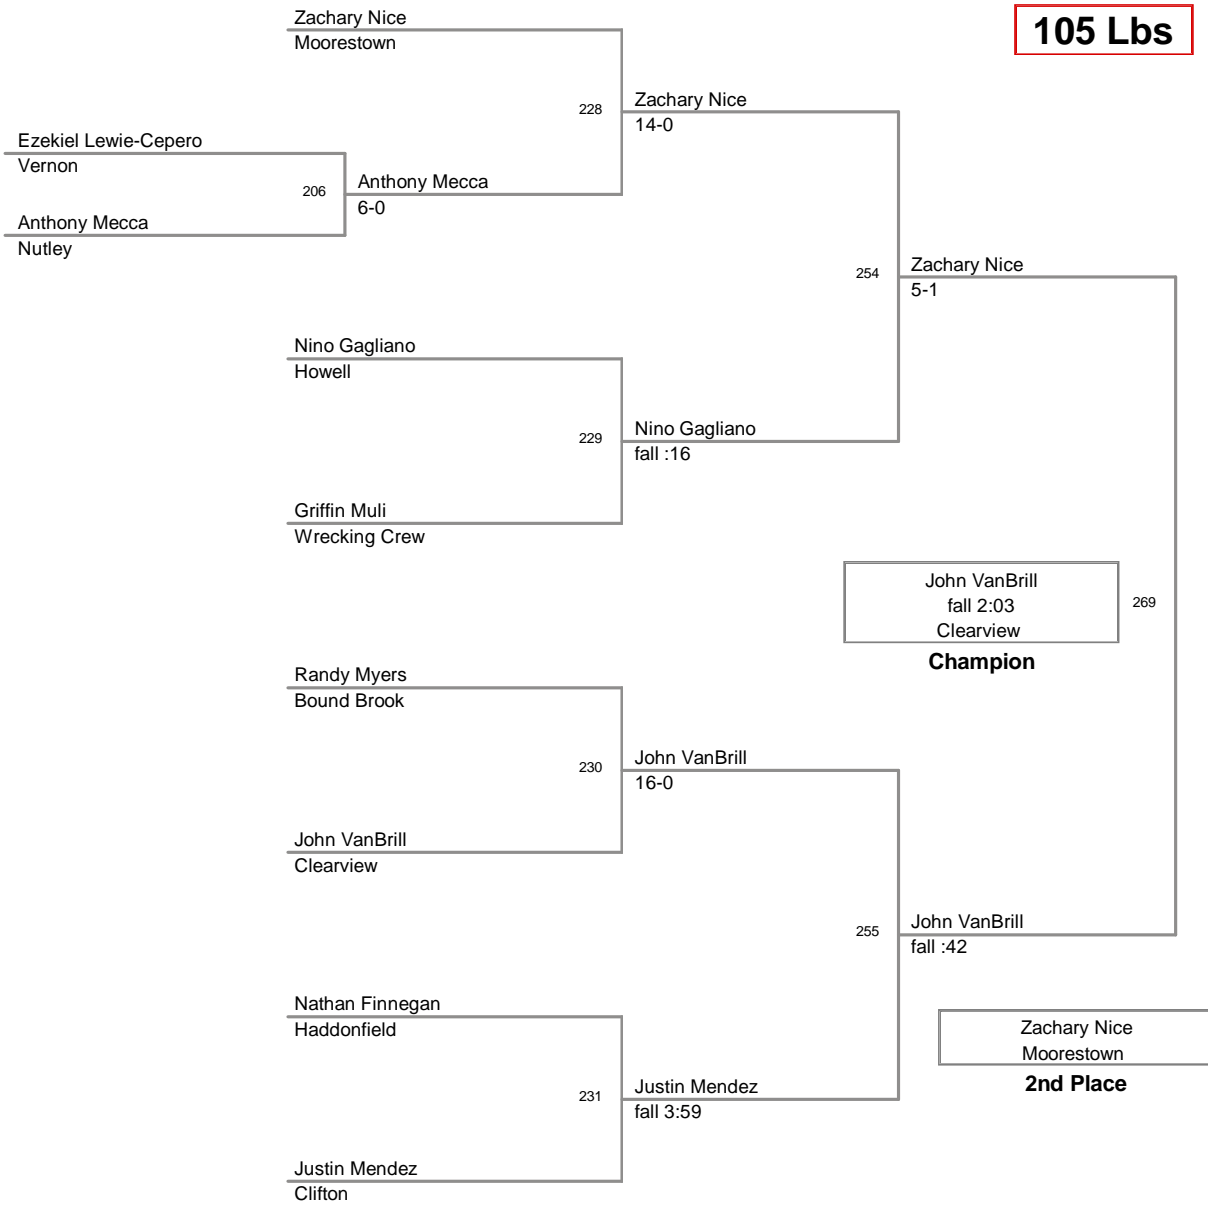 Zachary Nice
Moorestown
105 Lbs
228
Zachary Nice
14-0
Ezekiel Lewie-Cepero
Vernon
206
Anthony Mecca
6-0
Anthony Mecca
Nutley
254
Zachary Nice
5-1
Nino Gagliano
Howell
229
Nino Gagliano
fall :16
Griffin Muli
Wrecking Crew
John VanBrill
fall 2:03
Clearview
269
Champion
Randy Myers
Bound Brook
230
John VanBrill
16-0
John VanBrill
Clearview
255
John VanBrill
fall :42
Nathan Finnegan
Haddonfield
Zachary Nice
Moorestown
2nd Place
231
Justin Mendez
fall 3:59
Justin Mendez
Clifton